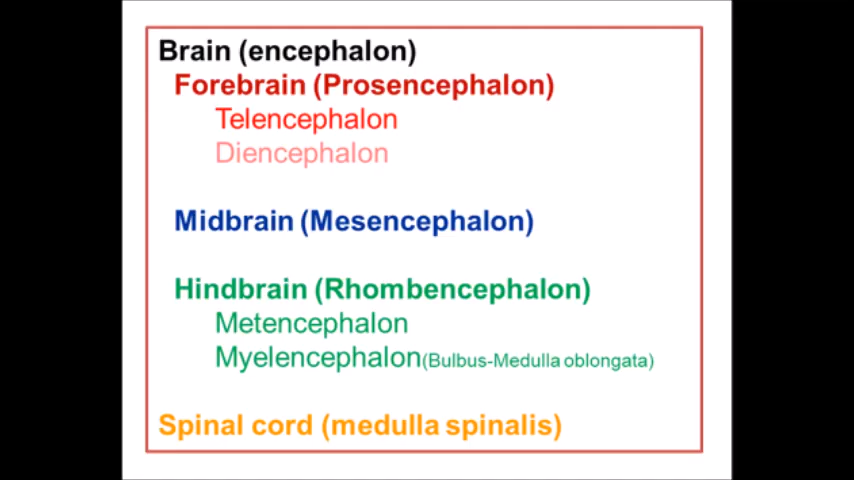 Brain (encephalon)
Forebrain (Prosencephalon)
Telencephalon
Diencephalon
Midbrain (Mesencephalon)
Hindbrain (Rhombencephalon)
Metencephalon
Myelencephalon(Bulbus-Medulla oblongata)
Spinal cord (medulla spinalis)